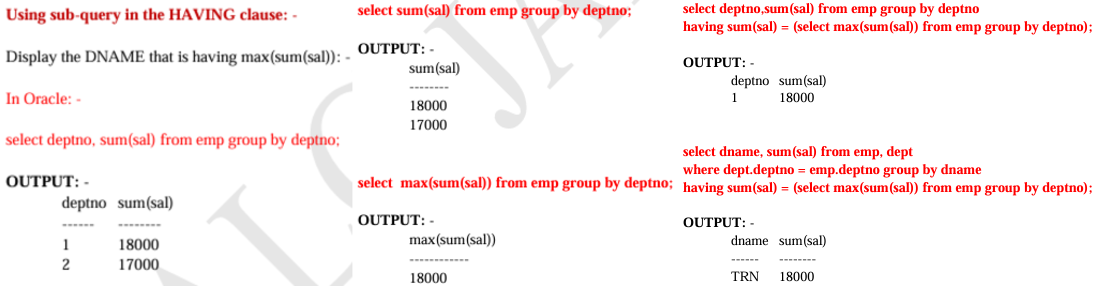 Using sub-query in the HAVING clause: -
Display the DNAME that is having max(sum(sal)): -
In Oracle: -
select deptno, sum(sal) from emp group by deptno;
OUTPUT: -
deptno sum(sal)
------ --------
1 18000
2 17000
select sum(sal) from emp group by deptno;
OUTPUT: -
sum(sal)
--------
18000
17000
select max(sum(sal)) from emp group by deptno;
OUTPUT: -
max(sum(sal))
------------
18000
select deptno,sum(sal) from emp group by deptno
having sum(sal) = (select max(sum(sal)) from emp group by deptno);
OUTPUT: -
deptno sum(sal)
1 18000
select dname, sum(sal) from emp, dept
where dept.deptno = emp.deptno group by dname
having sum(sal) = (select max(sum(sal)) from emp group by deptno);
OUTPUT: -
dname sum(sal)
------ --------
TRN 18000